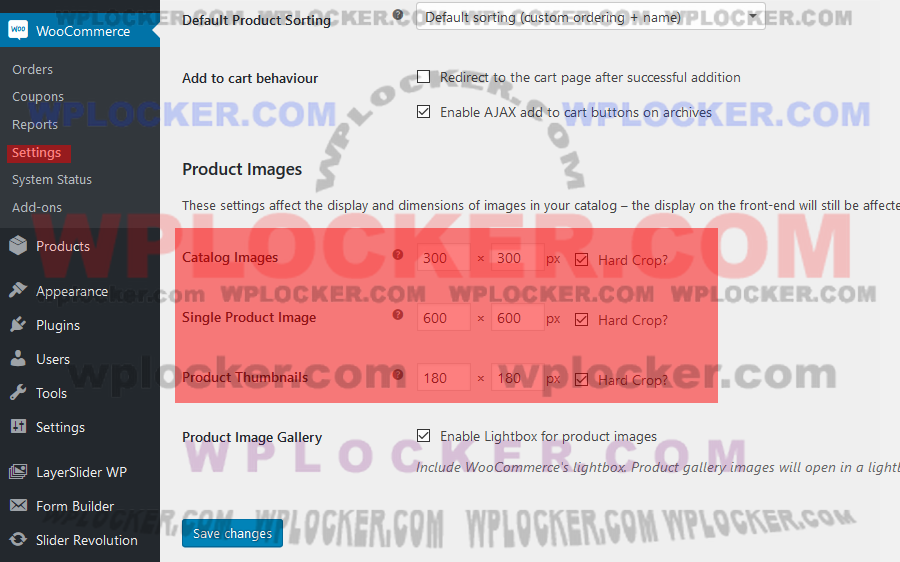 WooCommerce
Orders
Coupons
Reports
Settings
System Status
Add-ons
Products
Appearance
Plugins
Users
Tools
Settings
LayerSlider WP
Form Builder
Slider Revolution
Default Product Sorting ? Default sorting (custom ordering + name)
Add to cart behaviour Redirect to the cart page after successful addition
Enable AJAX add to cart buttons on archives
Product Images
These settings affect the display and dimensions of images in your catalog – the display on the front-end will still be affecte
Catalog Images ? 300 × 300 px Hard Crop?
Single Product Image ? 600 × 600 px Hard Crop?
Product Thumbnails ? 180 × 180 px Hard Crop?
Product Image Gallery Enable Lightbox for product images
Include WooCommerce's lightbox. Product gallery images will open in a lightb
Save changes
WPLOCKER.COM
WPLOCKER.COM WPLOCKER.COM
WPLOCKER.COM
wplocker.com WPLOCKER.COM WPLOCKER.COM WPLOCKER.COM
wplocker.com wplocker.com
WPLOCKER.COM
WPLOCKER.COM WPLOCKER.COM WPLOCKER.COM WPLOCKER.COM